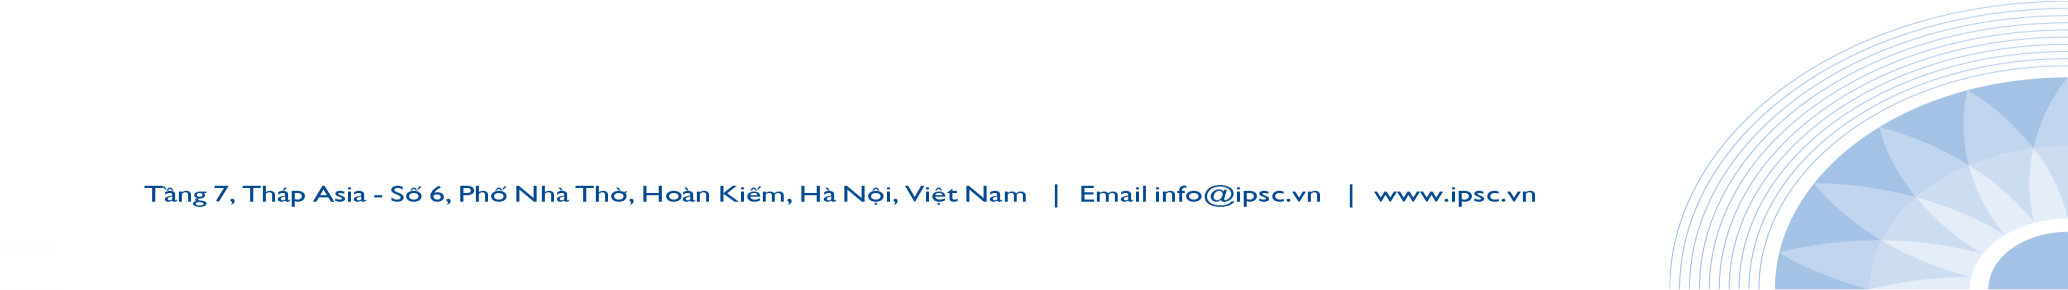 Tầng 7, Tháp Asia - Số 6, Phố Nhà Thờ, Hoàn Kiếm, Hà Nội, Việt Nam | Email info@ipsc.vn | www.ipsc.vn